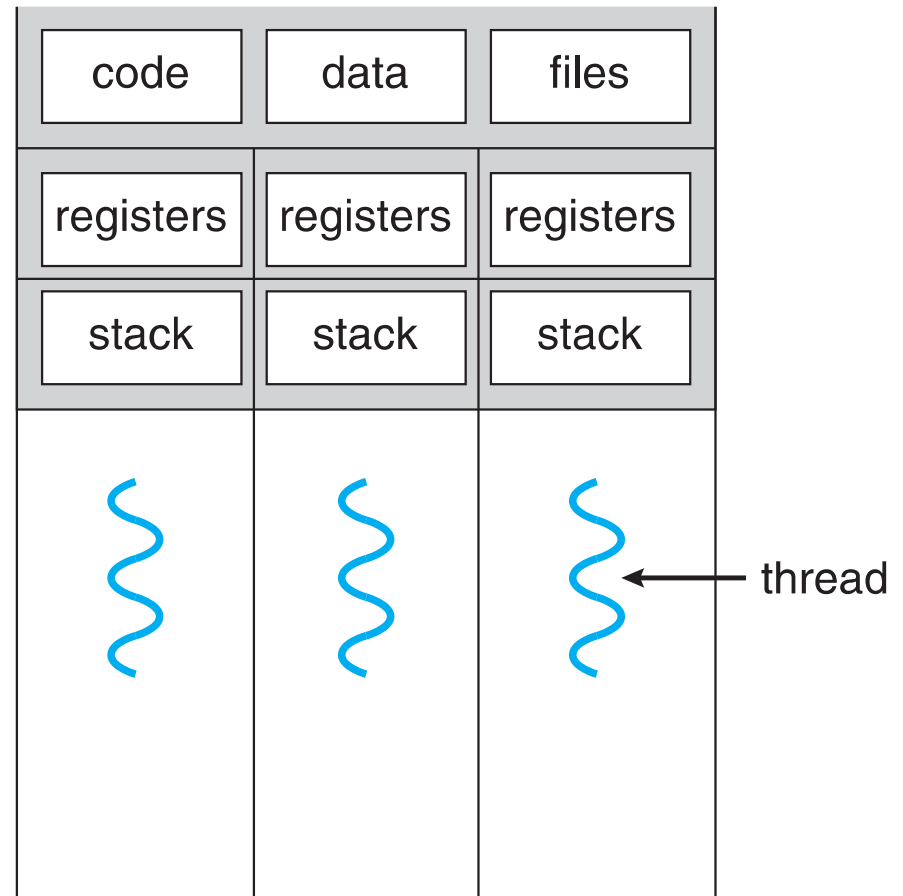 code data files
registers registers registers
stack stack stack
thread